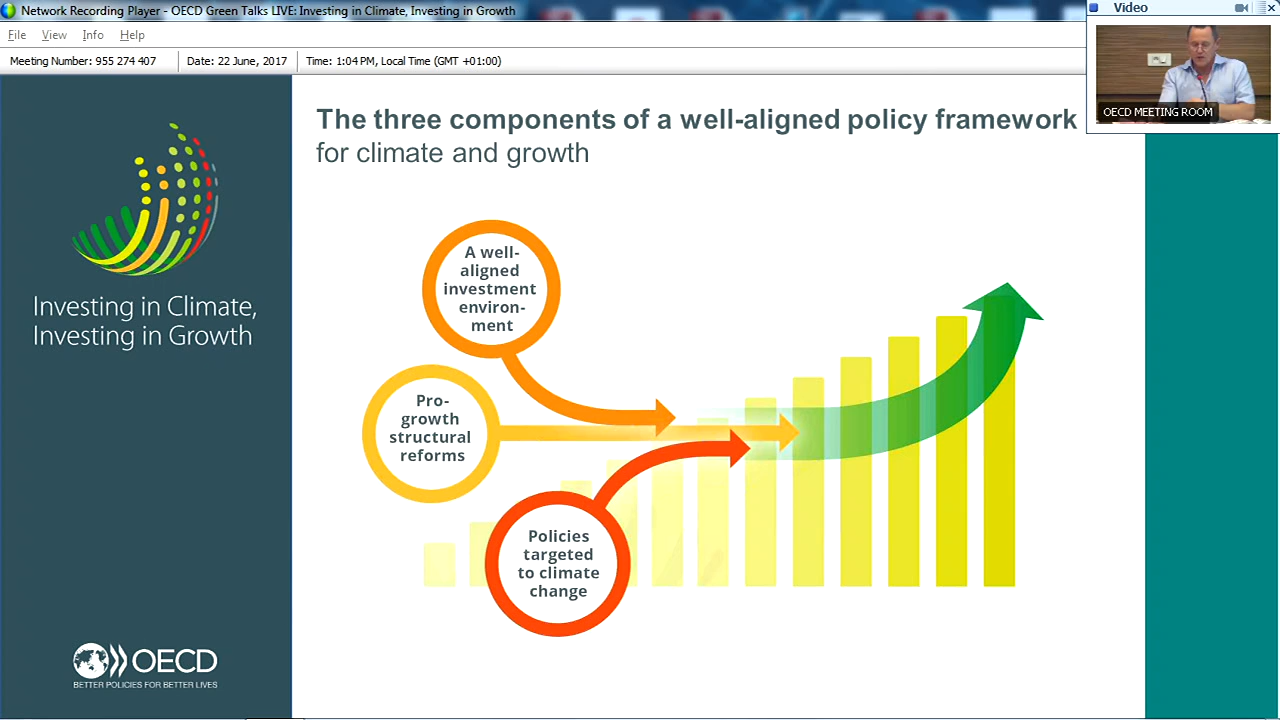 Network Recording Player - OECD Green Talks LIVE: Investing in Climate, Investing in Growth
Video
File View Info Help
Meeting Number: 955 274 407 Date: 22 June, 2017 Time: 1:04 PM, Local Time (GMT +01:00)
OECD MEETING ROOM
The three components of a well-aligned policy framework
for climate and growth
A well-
aligned
investment
environ-
ment
Pro-
growth
structural
reforms
Policies
targeted
to climate
change
Investing in Climate,
Investing in Growth
OECD
BETTER POLICIES FOR BETTER LIVES